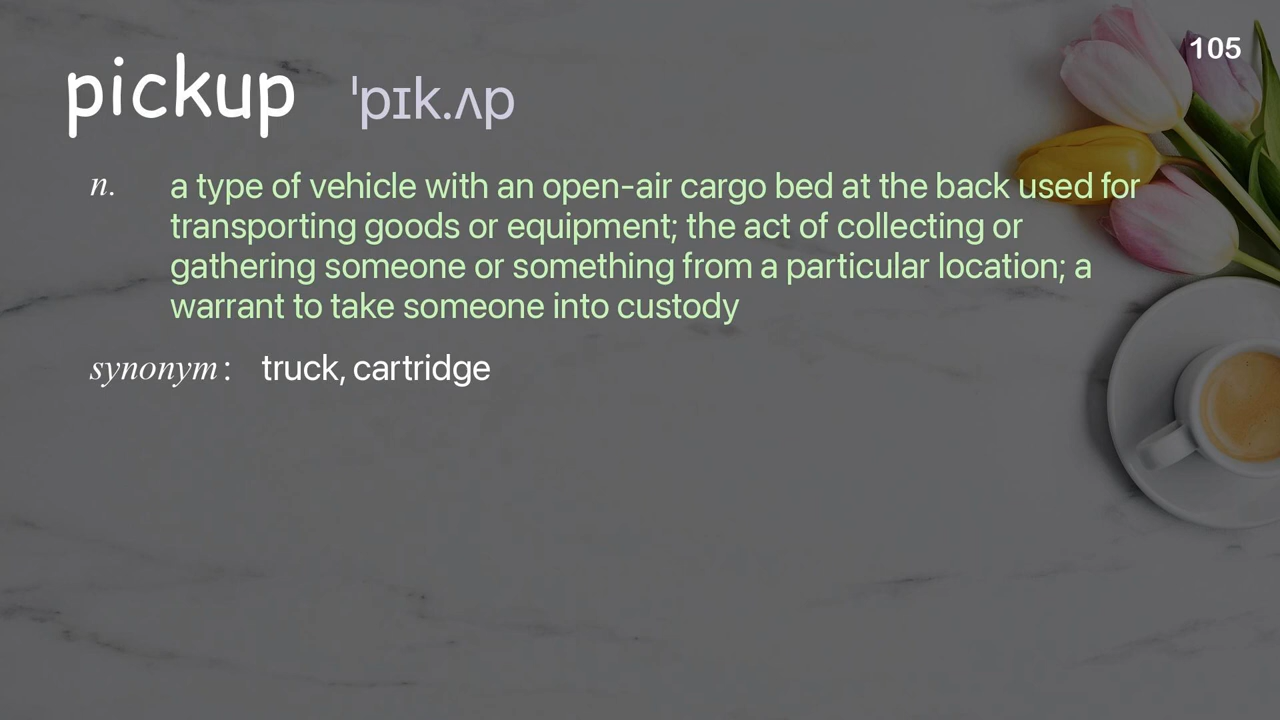 105
pickup ˈpɪk.ʌp
n. a type of vehicle with an open-air cargo bed at the back used for
transporting goods or equipment; the act of collecting or
gathering someone or something from a particular location; a
warrant to take someone into custody
synonym: truck, cartridge